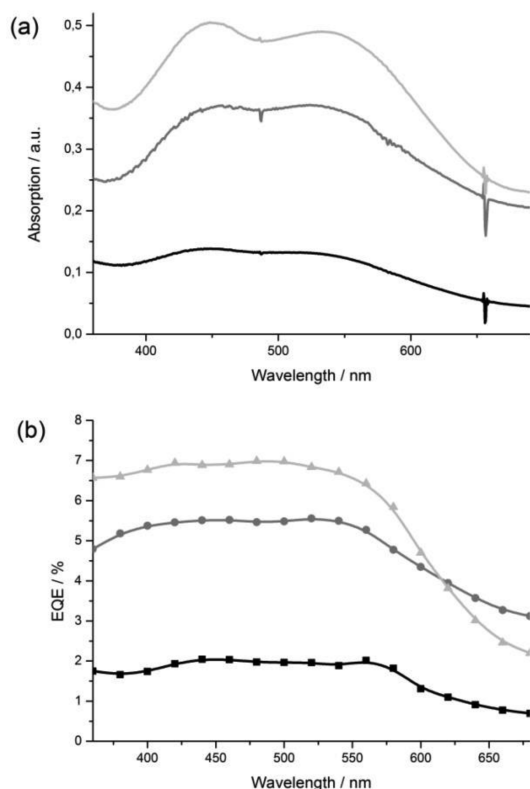 (a)
Absorption / a.u.
0,5
0,4
0,3
0,2
0,1
0,0
400 500 600
Wavelength / nm
(b)
EQE / %
8
7
6
5
4
3
2
1
0
400 450 500 550 600 650
Wavelength / nm